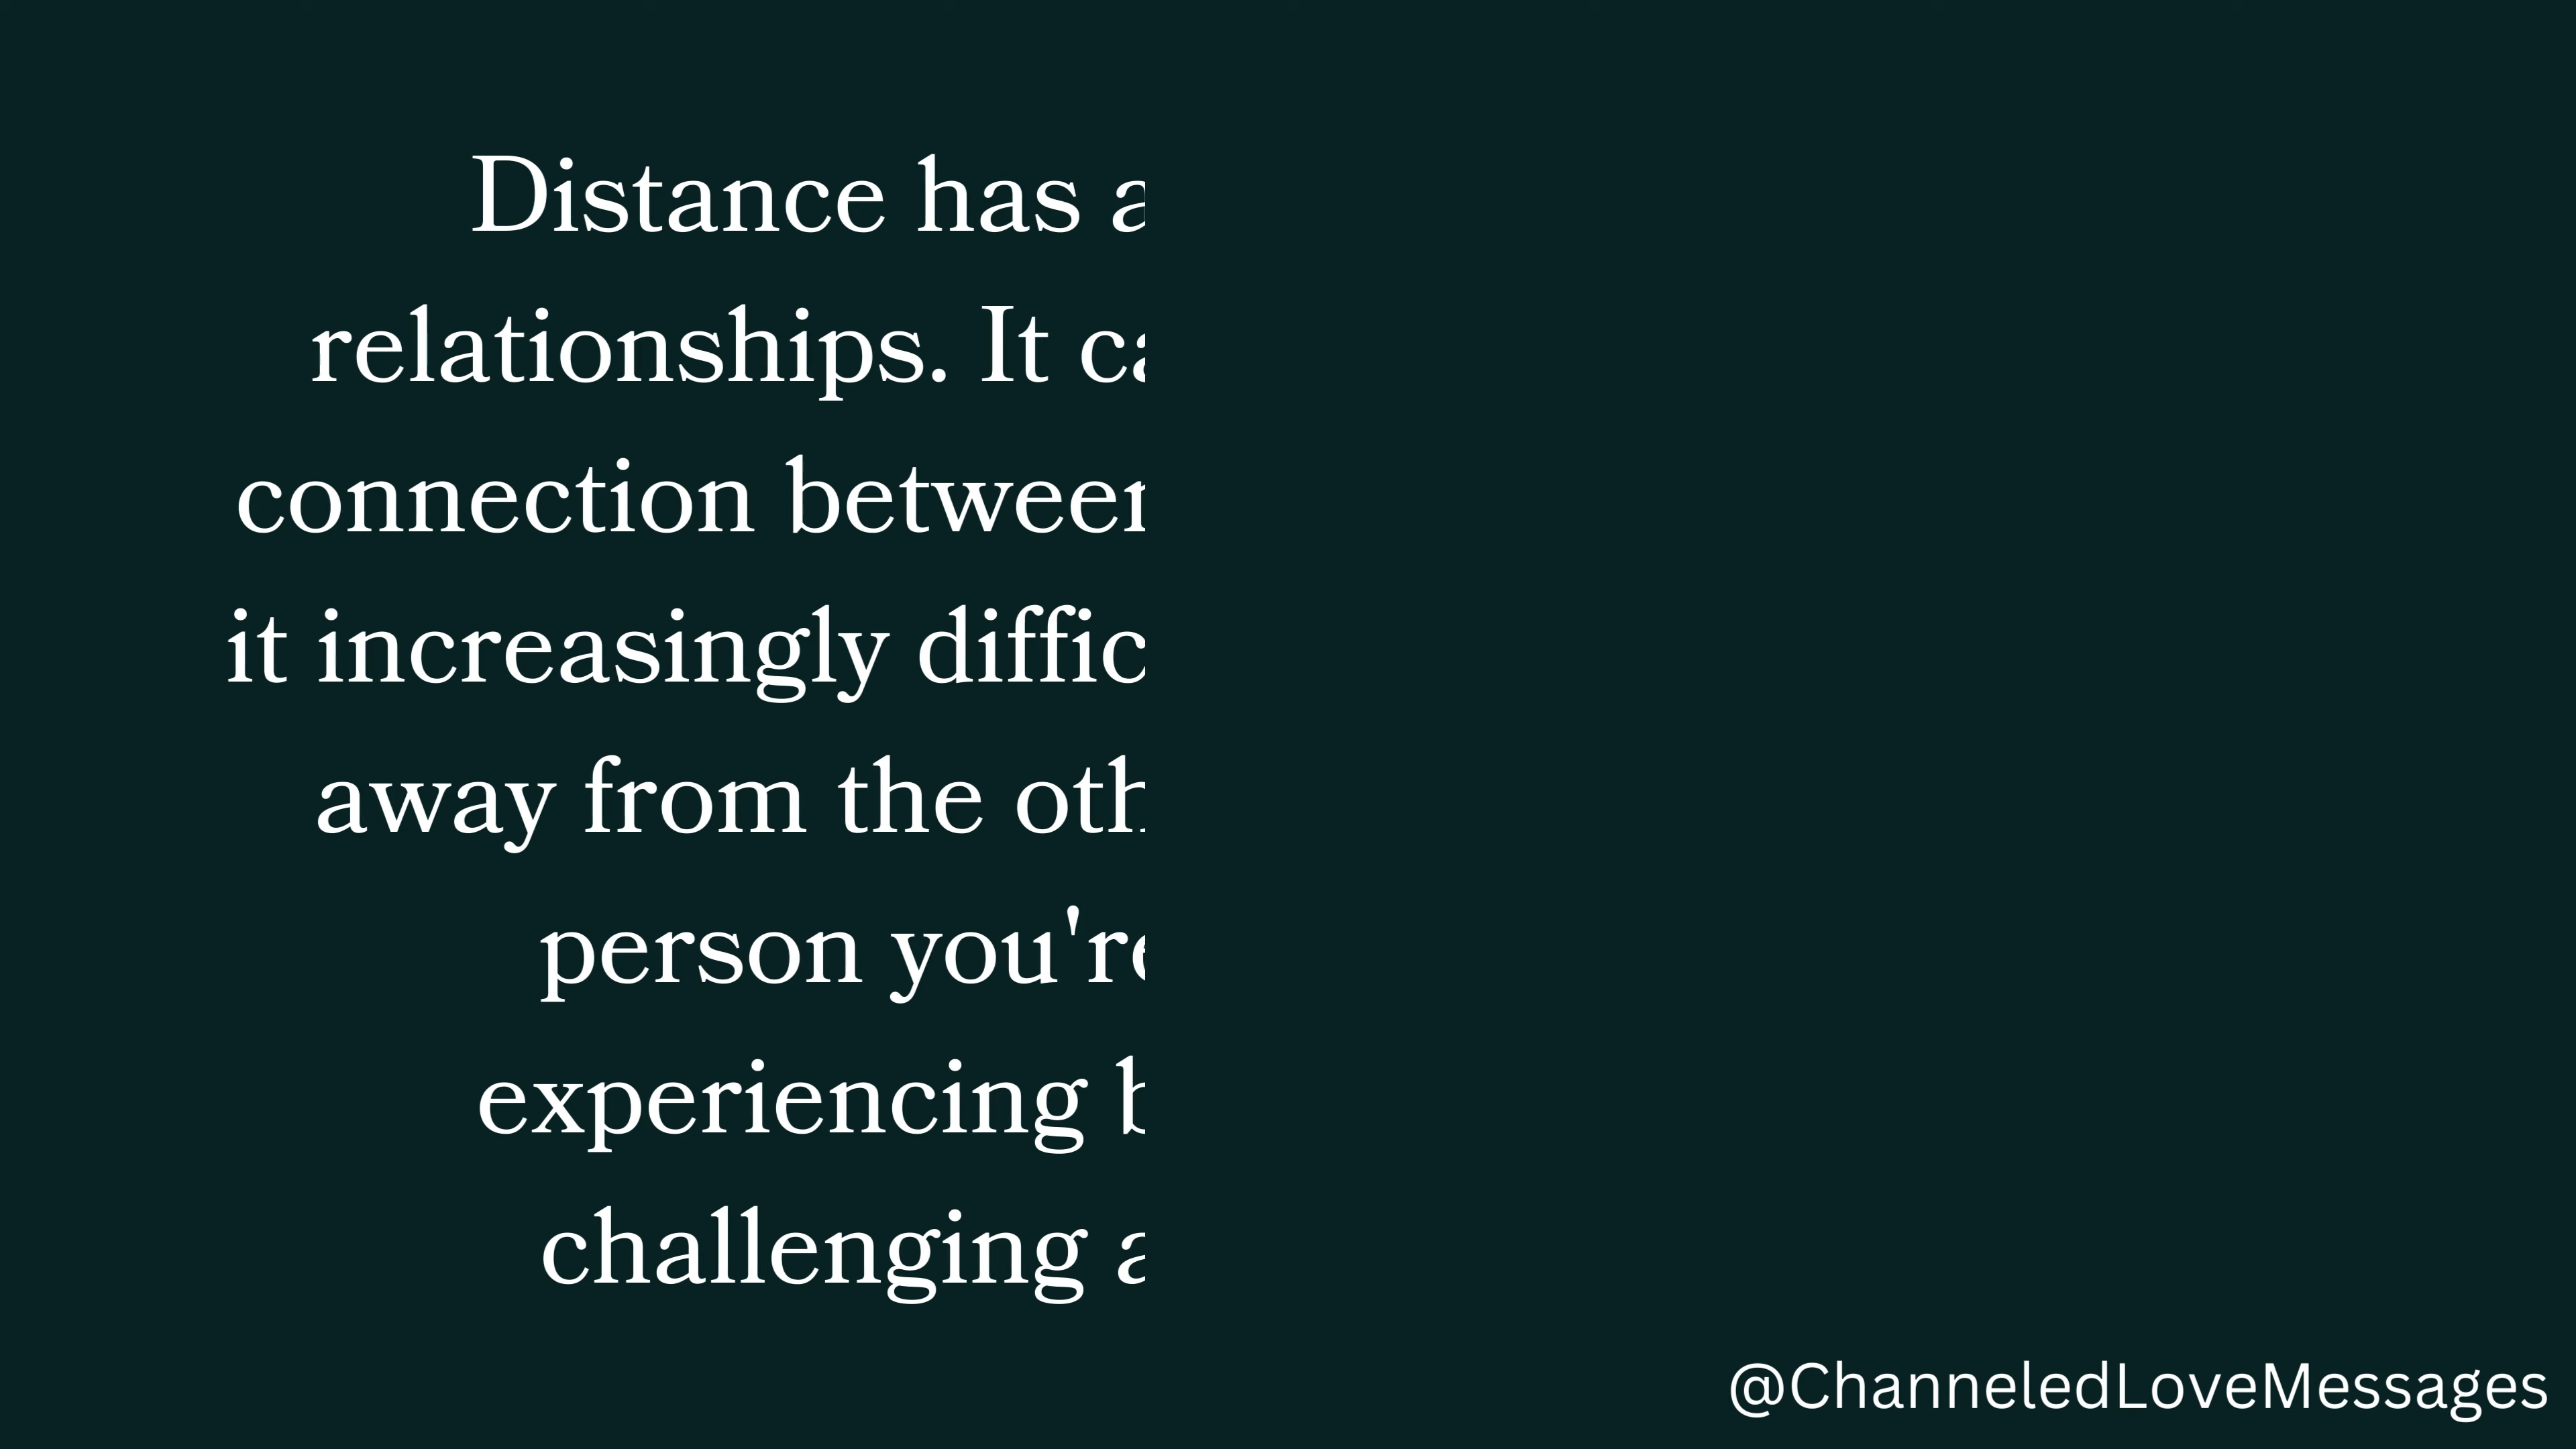 Distance has a
relationships. It ca
connection between
it increasingly diffic
away from the oth
person you're
experiencing b
challenging a
@ChanneledLoveMessages